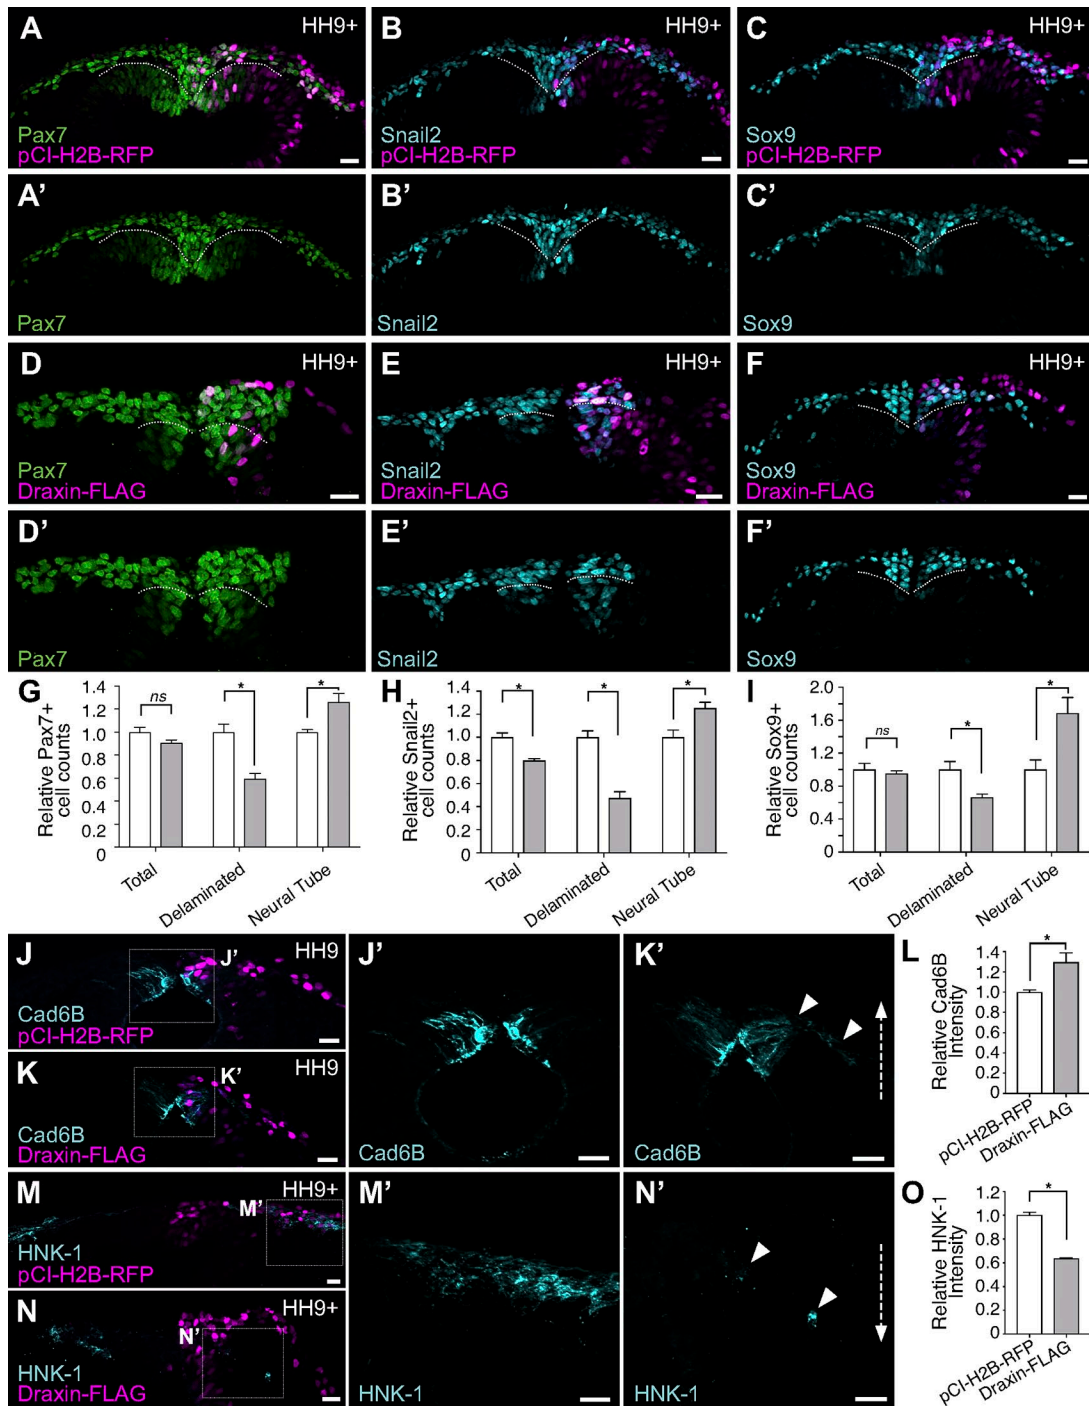 A HH9+
Pax7
pCI-H2B-RFP
B HH9+
Snail2
pCI-H2B-RFP
C HH9+
Sox9
pCI-H2B-RFP
A’
Pax7
B’
Snail2
C’
Sox9
D HH9+
Pax7
Draxin-FLAG
E HH9+
Snail2
Draxin-FLAG
F HH9+
Sox9
Draxin-FLAG
D’
Pax7
E’
Snail2
F’
Sox9
G
Relative Pax7+
cell counts
1.4
1.2
1.0
0.8
0.6
0.4
0.2
0
ns
*
*
Total
Delaminated
Neural Tube
H
Relative Snail2+
cell counts
1.4
1.2
1.0
0.8
0.6
0.4
0.2
0
*
*
*
Total
Delaminated
Neural Tube
I
Relative Sox9+
cell counts
2.0
1.6
1.2
0.8
0.4
0
ns
*
*
Total
Delaminated
Neural Tube
J HH9
J’
Cad6B
pCI-H2B-RFP
K HH9
K’
Cad6B
Draxin-FLAG
J’
Cad6B
K’
Cad6B
L
Relative Cad6B
Intensity
1.4
1.2
1.0
0.8
0.6
0.4
0.2
0
*
pCI-H2B-RFP
Draxin-FLAG
M HH9+
M’
HNK-1
pCI-H2B-RFP
N HH9+
N’
HNK-1
Draxin-FLAG
M’
HNK-1
N’
HNK-1
O
Relative HNK-1
Intensity
1.2
1.0
0.8
0.6
0.4
0.2
0
*
pCI-H2B-RFP
Draxin-FLAG